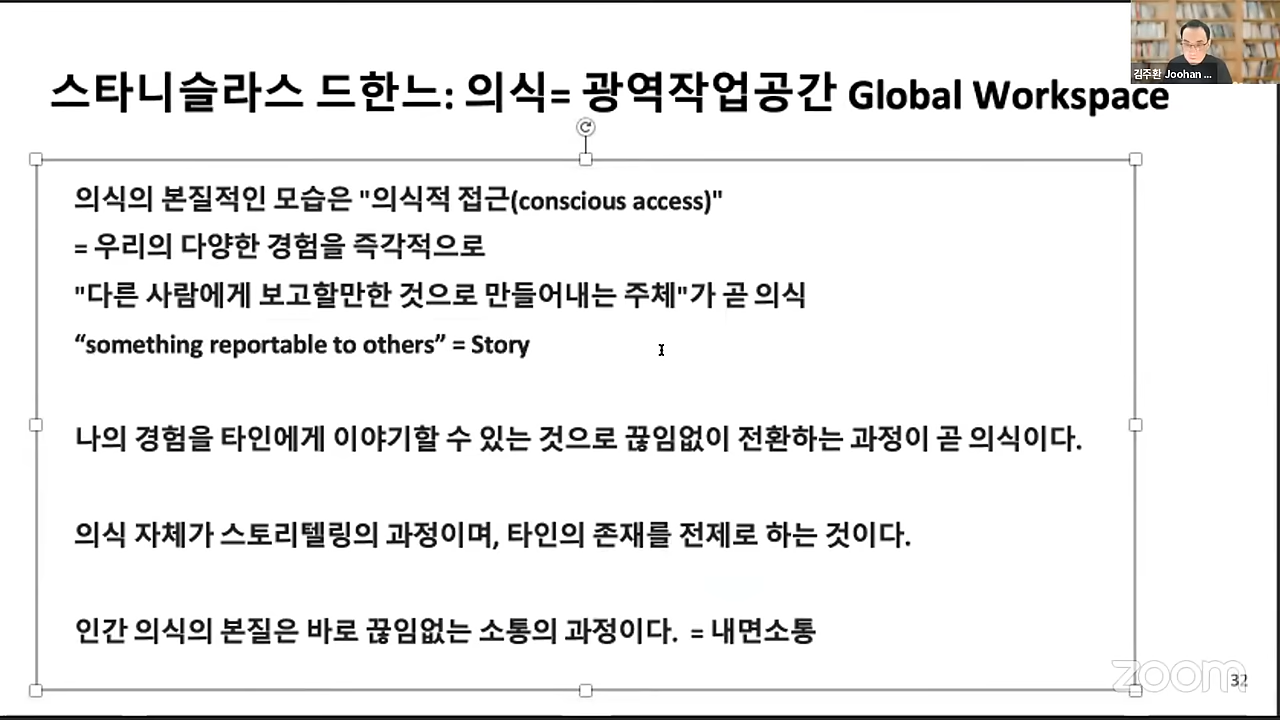 김주환 Joohan ...
스타니슬라스 드한느: 의식= 광역작업공간 Global Workspace
의식의 본질적인 모습은 "의식적 접근(conscious access)"
= 우리의 다양한 경험을 즉각적으로
"다른 사람에게 보고할만한 것으로 만들어내는 주체"가 곧 의식
“something reportable to others” = Story
나의 경험을 타인에게 이야기할 수 있는 것으로 끊임없이 전환하는 과정이 곧 의식이다.
의식 자체가 스토리텔링의 과정이며, 타인의 존재를 전제로 하는 것이다.
인간 의식의 본질은 바로 끊임없는 소통의 과정이다. = 내면소통
zoom
32